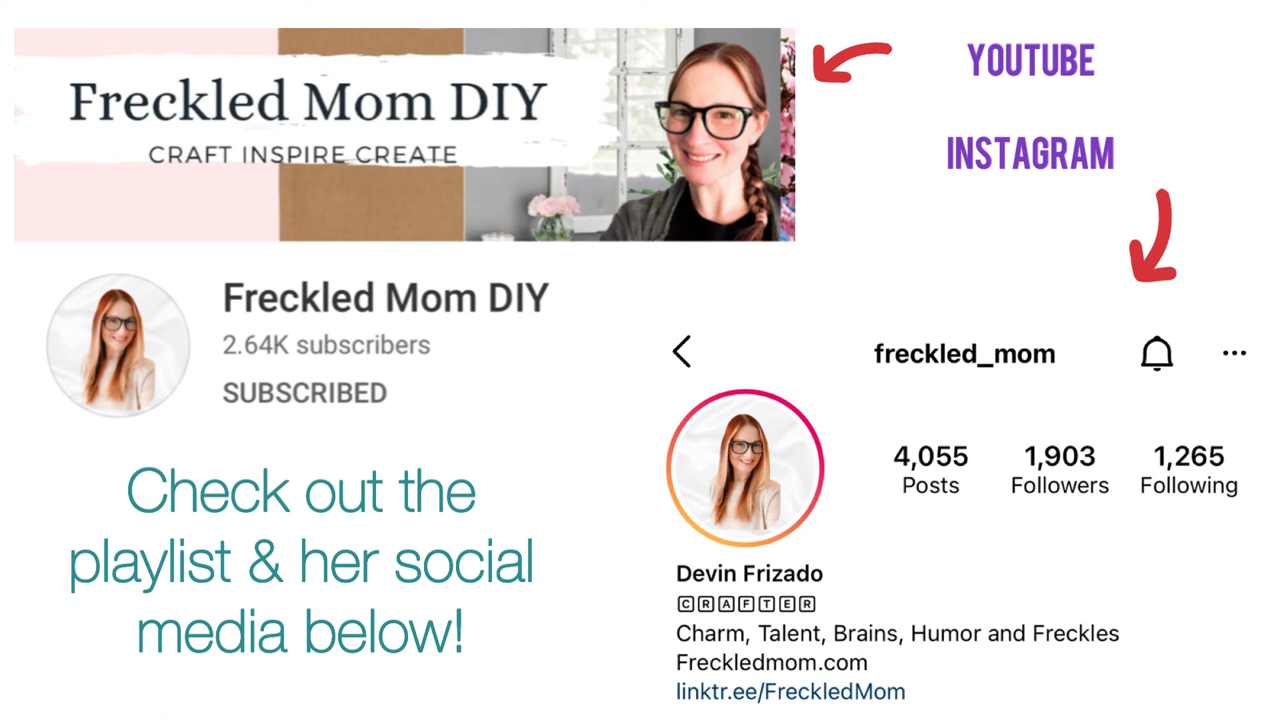 Freckled Mom DIY
CRAFT INSPIRE CREATE
YOUTUBE
INSTAGRAM
Freckled Mom DIY
2.64K subscribers
SUBSCRIBED
Check out the
playlist & her social
media below!
freckled_mom
4,055 1,903 1,265
Posts Followers Following
Devin Frizado
🄲🅁🄰🄵🅃🄴🅁
Charm, Talent, Brains, Humor and Freckles
Freckledmom.com
linktr.ee/FreckledMom